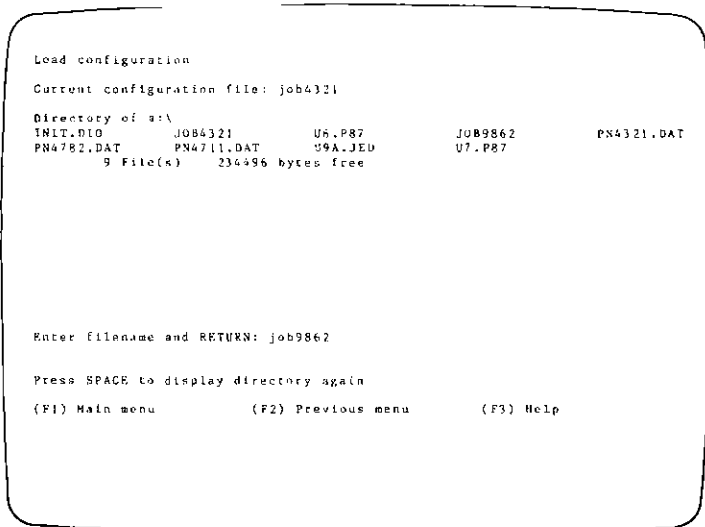 Load configuration
Current configuration file: job4321
Directory of a:\
INIT.DIO JOB4321 U6.P87 JOB9862 PN4321.DAT
PN4782.DAT PN4711.DAT U9A.JED U7.P87
9 File(s) 234496 bytes free
Enter filename and RETURN: job9862
Press SPACE to display directory again
(F1) Main menu (F2) Previous menu (F3) Help